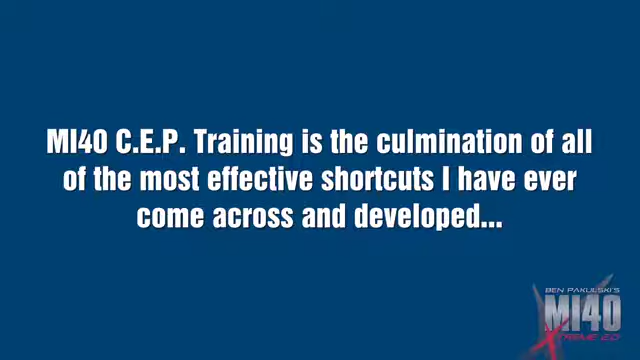 MI40 C.E.P. Training is the culmination of all
of the most effective shortcuts I have ever
come across and developed...
BEN PAKULSKI'S
MI40
XTREME 2.0